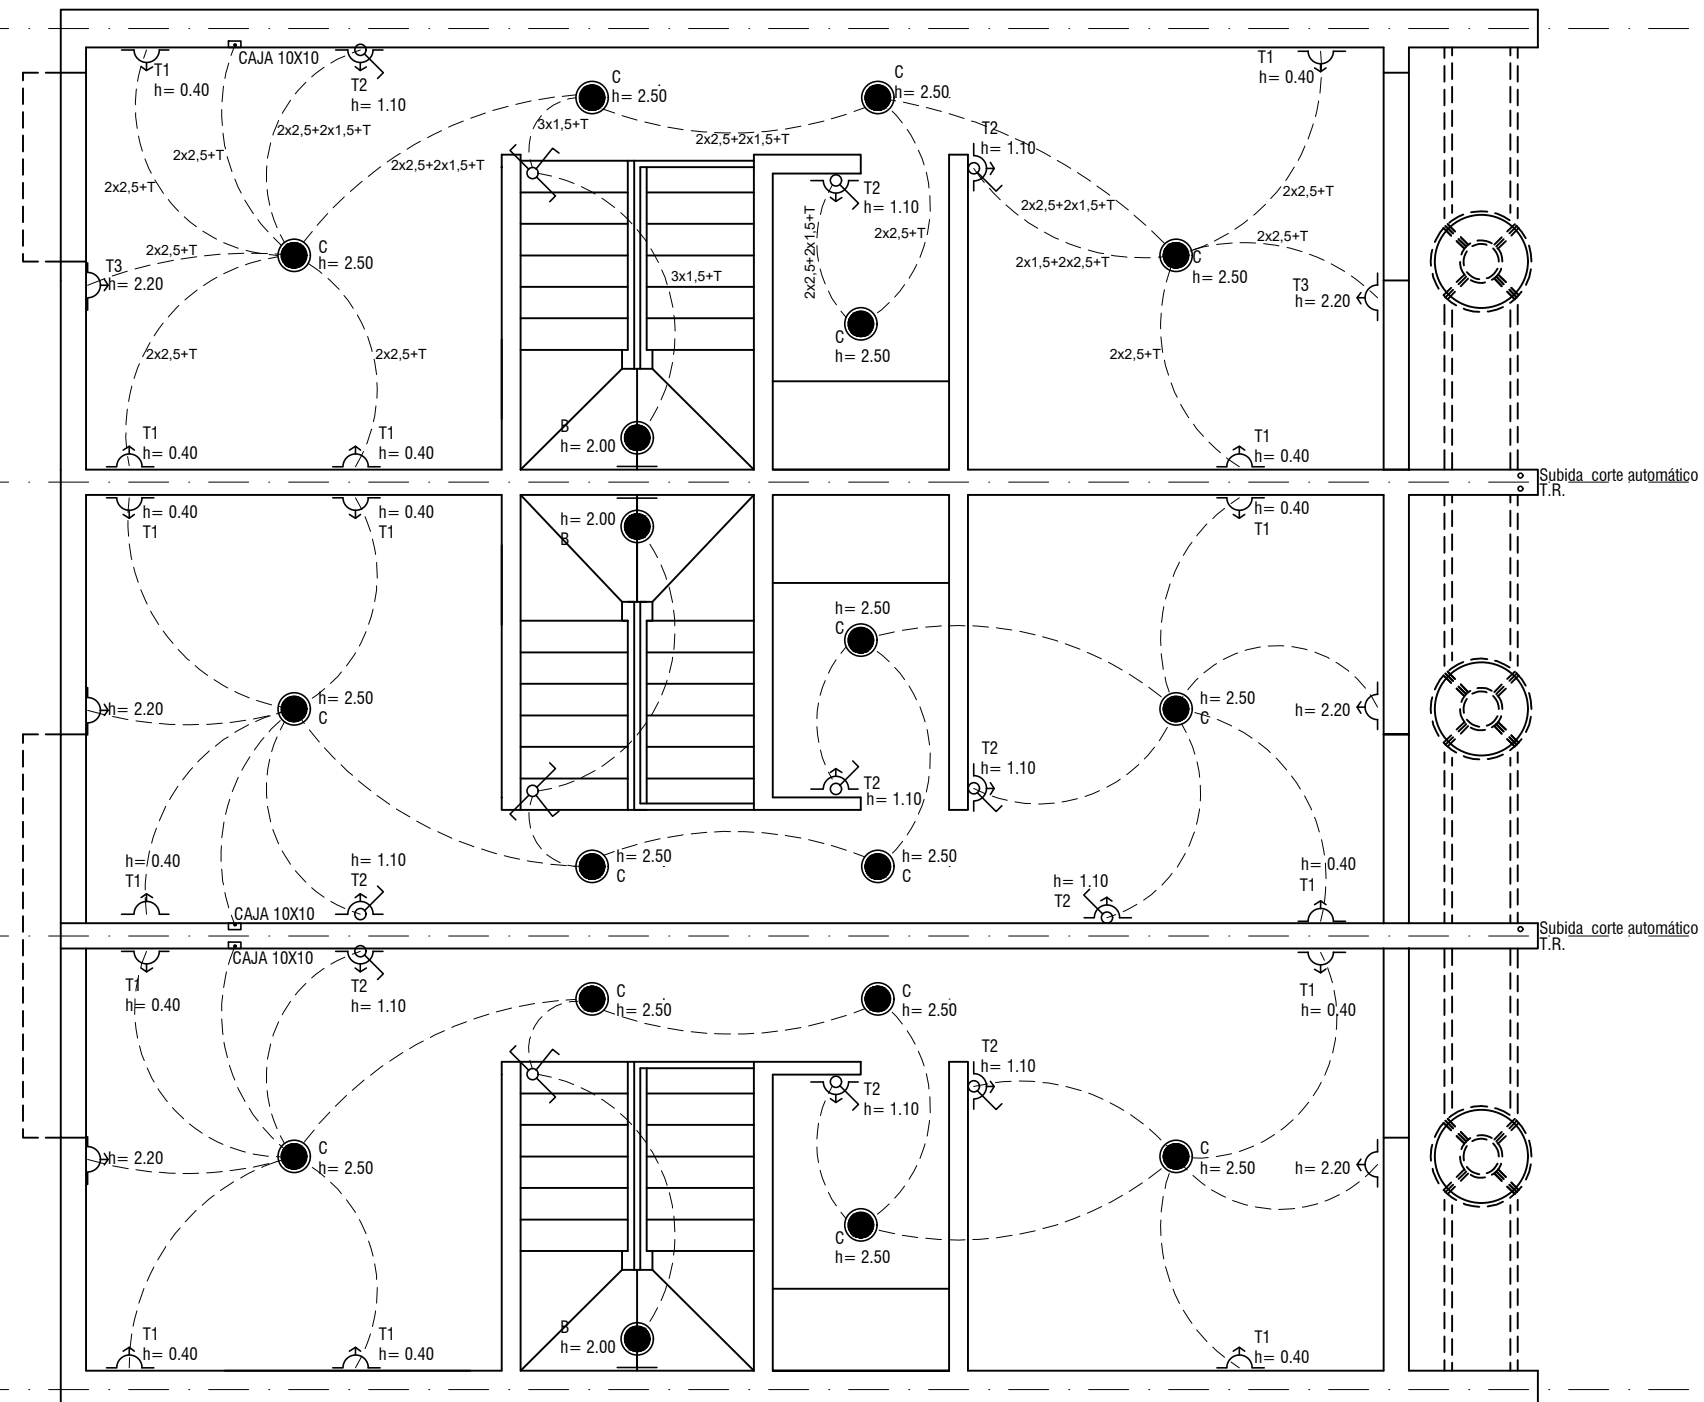 T1
h= 0.40
CAJA 10X10
T2
h= 1.10
C
h= 2.50
C
h= 2.50
T1
h= 0.40
2x2,5+2x1,5+T
3x1,5+T
2x2,5+2x1,5+T
T2
h= 1.10
2x2,5+T
2x2,5+2x1,5+T
2x2,5+T
T2
h= 1.10
2x2,5+2x1,5+T
2x2,5+T
2x2,5+2x1,5+T
2x2,5+T
2x2,5+T
C
h= 2.50
2x2,5+T
T3
h= 2.20
3x1,5+T
2x1,5+2x2,5+T
C
h= 2.50
T3
h= 2.20
2x2,5+T
2x2,5+T
C
h= 2.50
2x2,5+T
T1
h= 0.40
T1
h= 0.40
B
h= 2.00
T1
h= 0.40
Subida corte automático
T.R.
h= 0.40
T1
h= 0.40
T1
h= 2.00
B
h= 0.40
T1
h= 2.50
C
h= 2.20
h= 2.50
C
h= 2.50
C
h= 2.20
T2
h= 1.10
T2
h= 1.10
h= 0.40
T1
h= 1.10
T2
h= 2.50
C
h= 2.50
C
h= 1.10
T2
h= 0.40
T1
CAJA 10X10
Subida corte automático
T.R.
CAJA 10X10
T1
h= 0.40
T2
h= 1.10
C
h= 2.50
C
h= 2.50
T1
h= 0.40
T2
h= 1.10
T2
h= 1.10
h= 2.20
C
h= 2.50
C
h= 2.50
h= 2.20
C
h= 2.50
T1
h= 0.40
T1
h= 0.40
B
h= 2.00
T1
h= 0.40